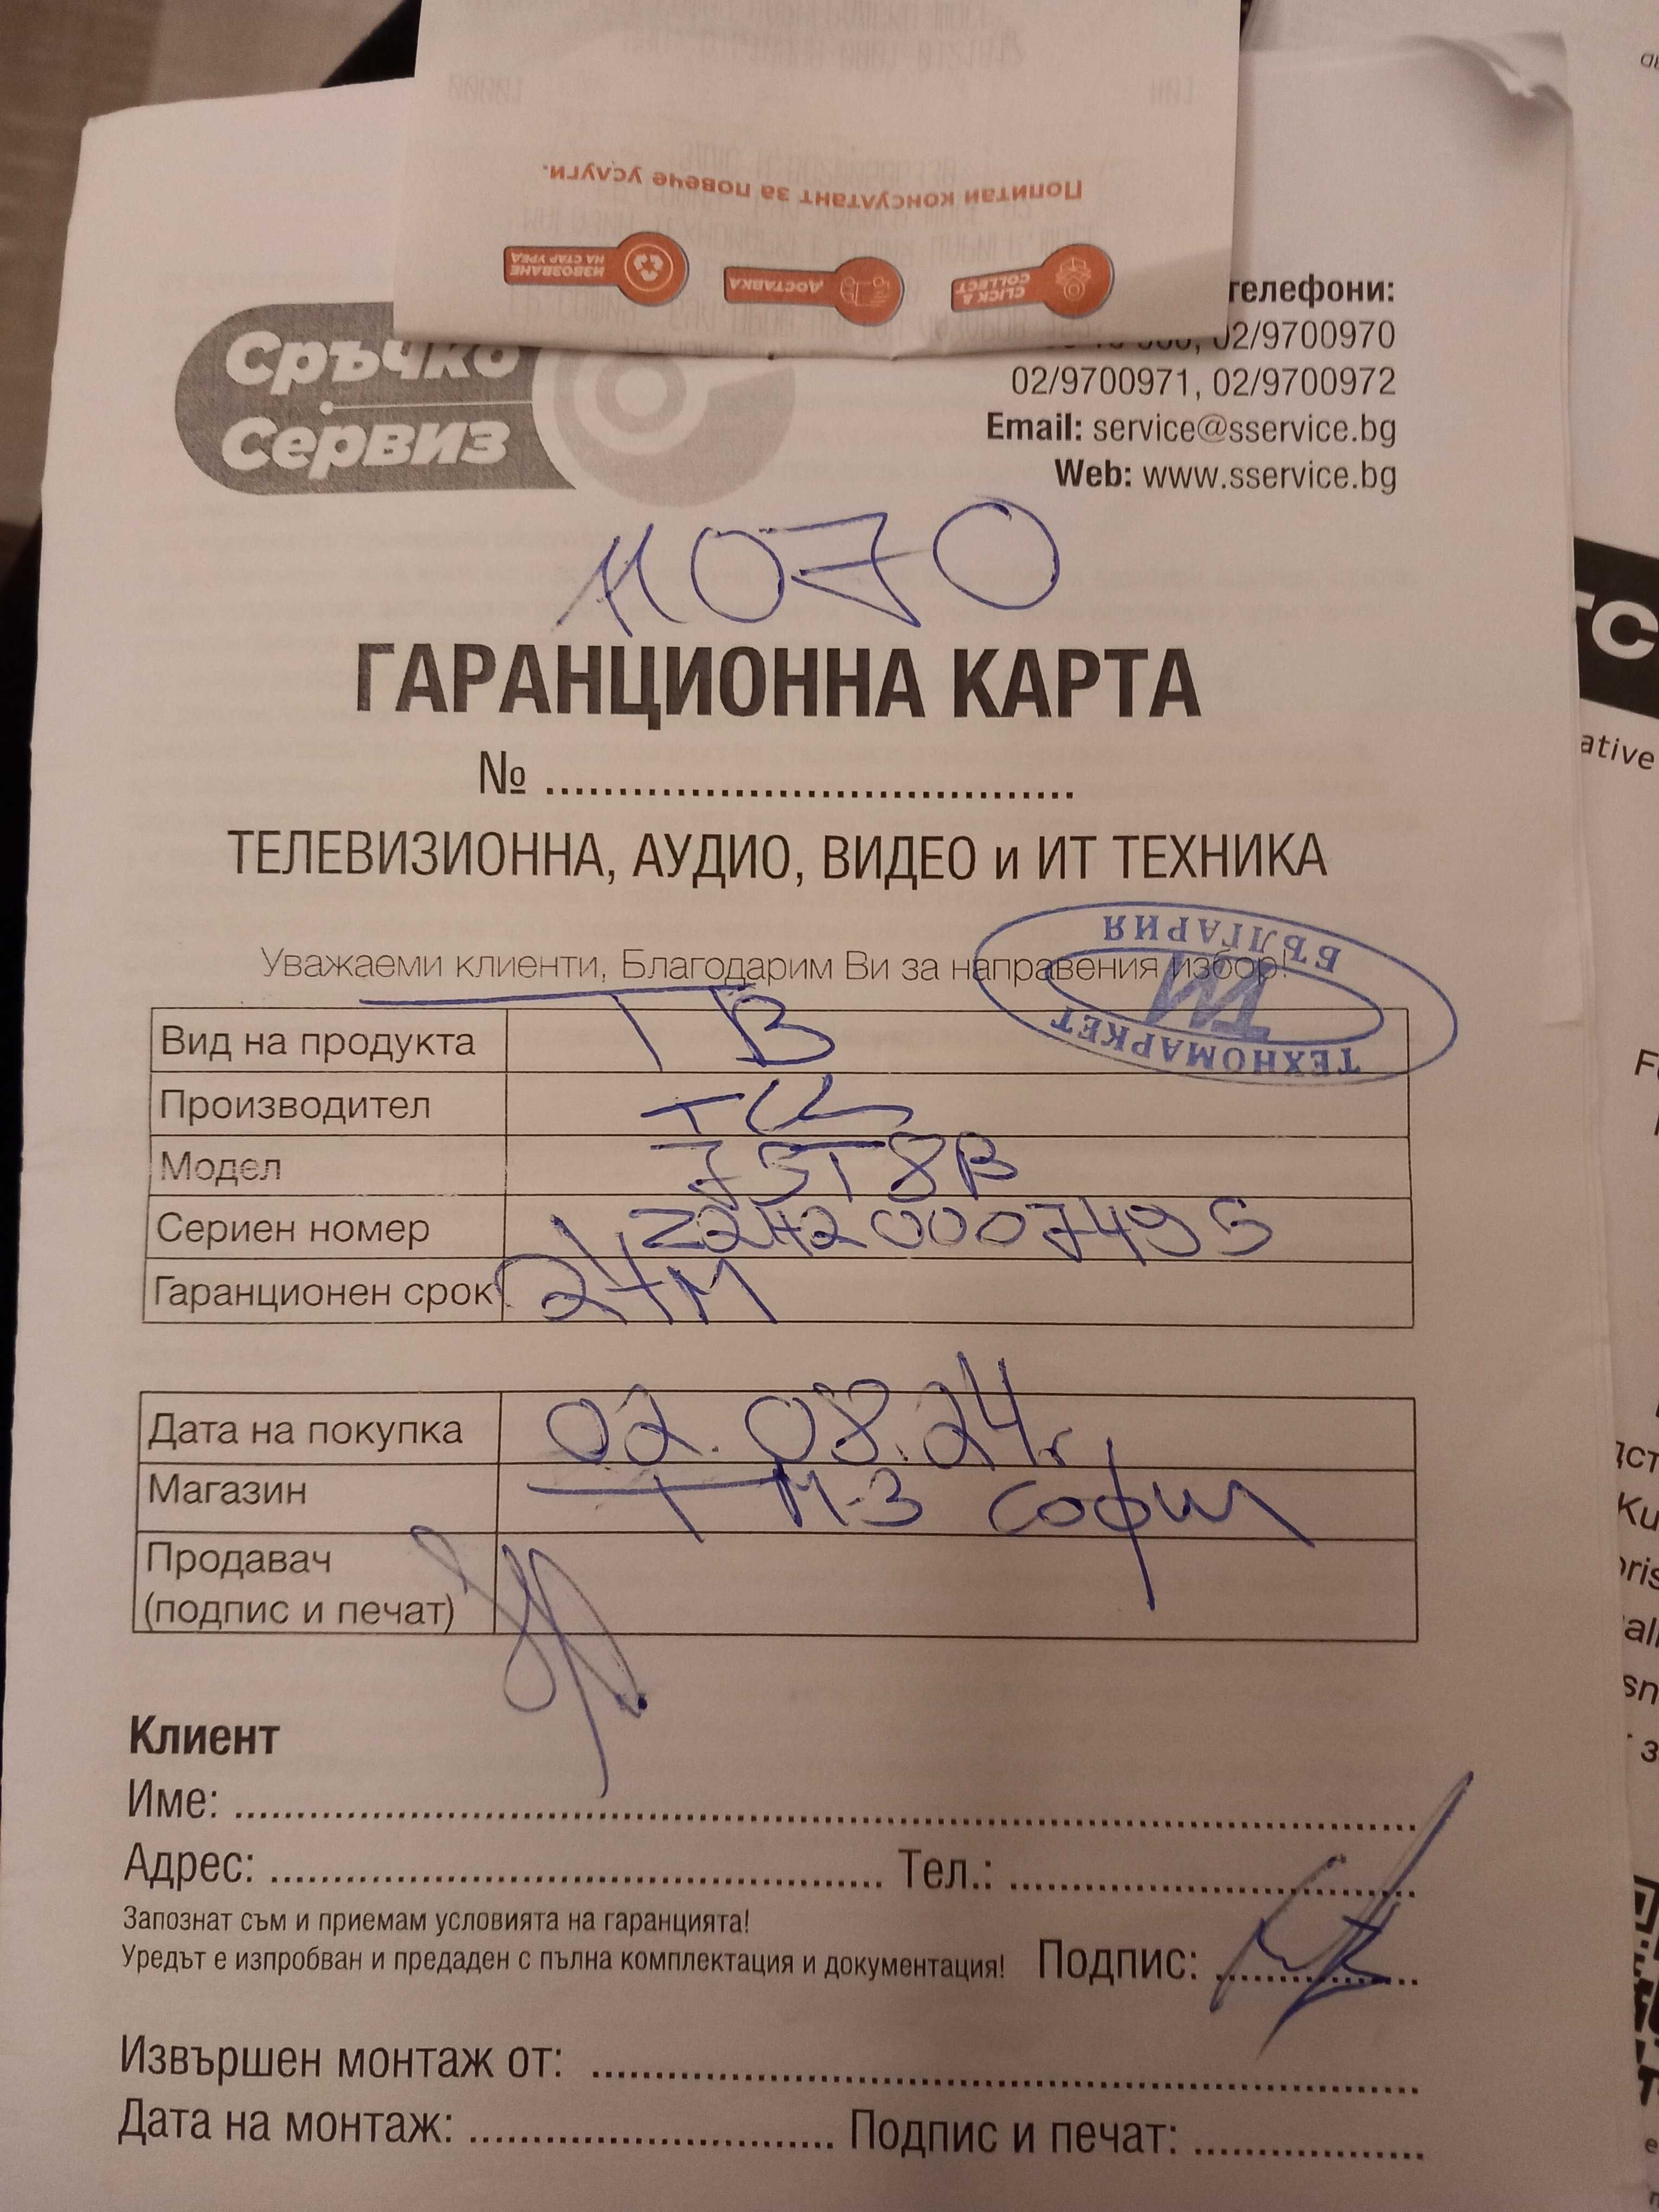 Попитай консултант за повече услуги.
ИЗВОЗВАНЕ
НА СТАР УРЕД
ДОСТАВКА
CLICK &
COLLECT
Сръчко
Сервиз
телефони:
02/9700970
02/9700971, 02/9700972
Email: service@sservice.bg
Web: www.sservice.bg
11070
ГАРАНЦИОННА КАРТА
№ ....................................
ТЕЛЕВИЗИОННА, АУДИО, ВИДЕО и ИТ ТЕХНИКА
Уважаеми клиенти, Благодарим Ви за направения избор!
ТЕХНОМАРКЕТ
БЪЛГАРИЯ
ТМ
Вид на продукта ТВ
Производител TCL
Модел 75T8B
Сериен номер
Гаранционен срок 24м
Дата на покупка 02.08.24г
Магазин ТМ-3 София
Продавач
(подпис и печат)
Клиент
Име: ....................................
Адрес: .................................... Тел.: ....................................
Запознат съм и приемам условията на гаранцията!
Уредът е изпробван и предаден с пълна комплектация и документация! Подпис: ....................
Извършен монтаж от: ....................................
Дата на монтаж: .............................. Подпис и печат: ....................
ative